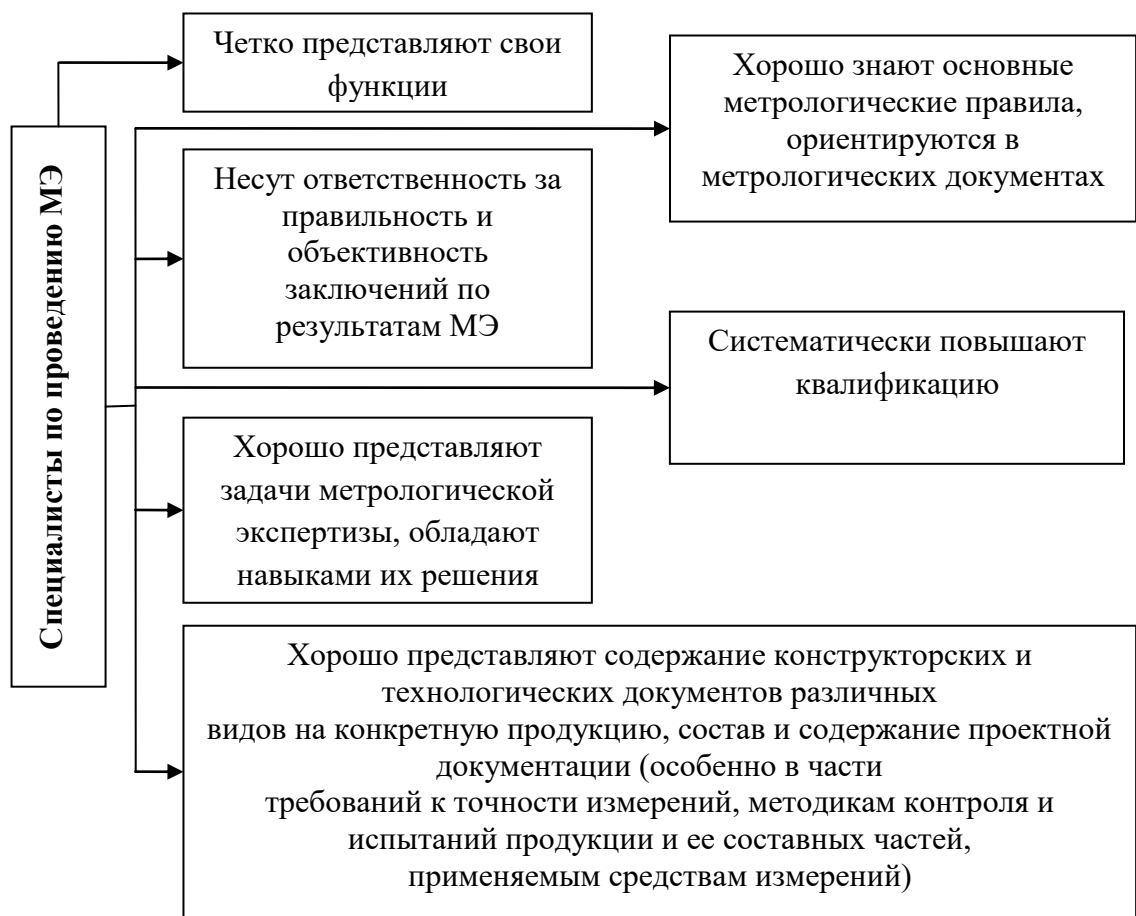 Специалисты по проведению МЭ
Четко представляют свои
функции
Хорошо знают основные
метрологические правила,
ориентируются в
метрологических документах
Несут ответственность за
правильность и
объективность
заключений по
результатам МЭ
Систематически повышают
квалификацию
Хорошо представляют
задачи метрологической
экспертизы, обладают
навыками их решения
Хорошо представляют содержание конструкторских и
технологических документов различных
видов на конкретную продукцию, состав и содержание проектной
документации (особенно в части
требований к точности измерений, методикам контроля и
испытаний продукции и ее составных частей,
применяемым средствам измерений)